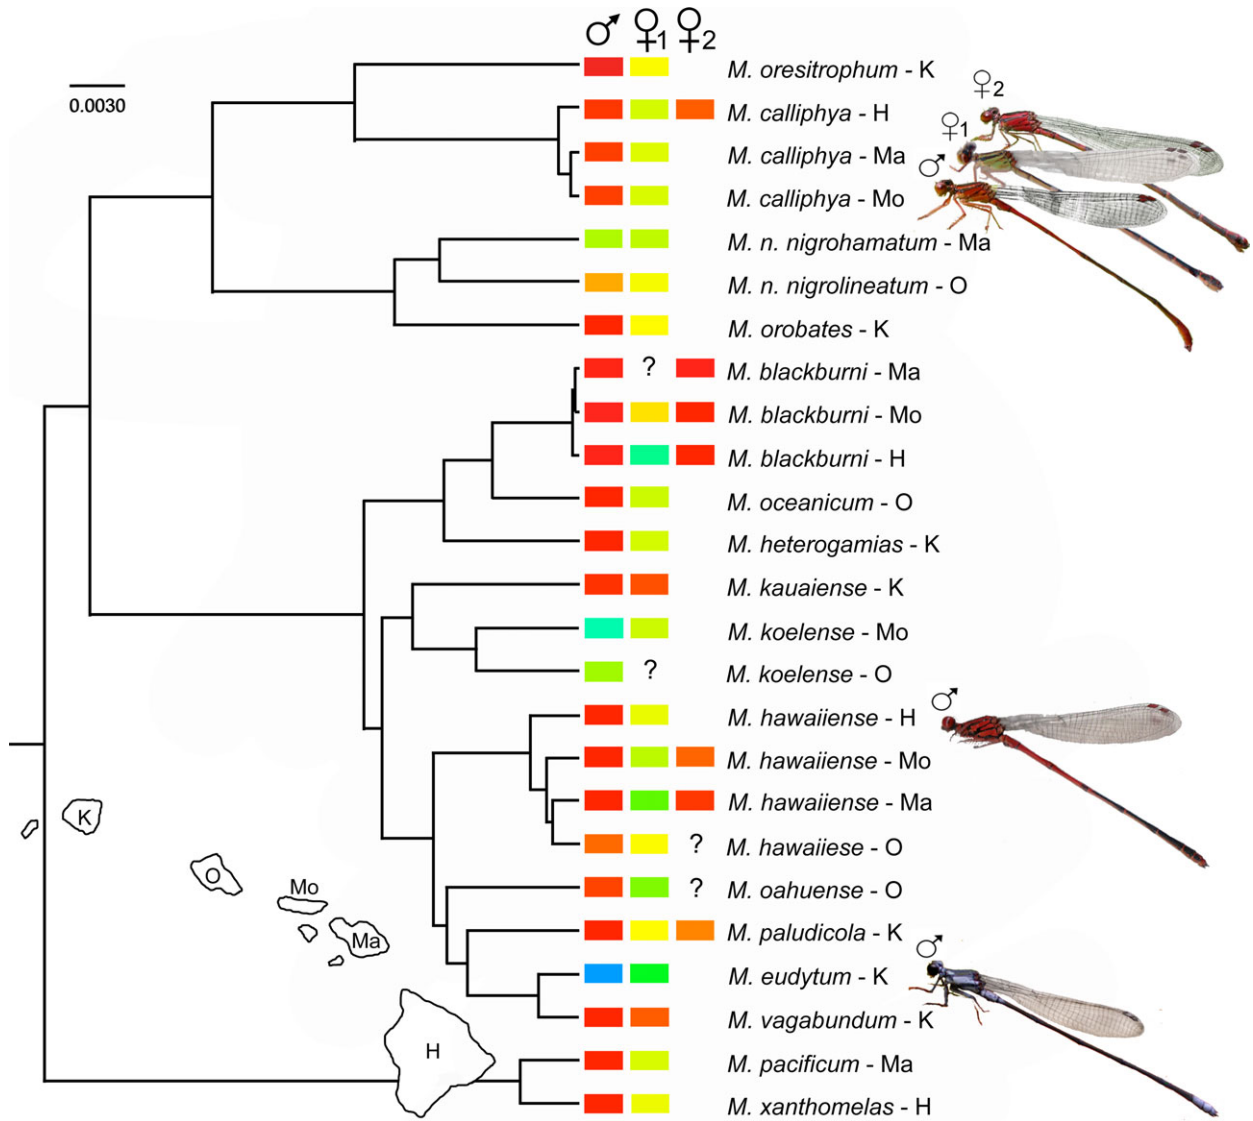 ♂ ♀1 ♀2
0.0030
M. oresitrophum - K
M. calliphya - H
M. calliphya - Ma
M. calliphya - Mo
M. n. nigrohamatum - Ma
M. n. nigrolineatum - O
M. orobates - K
? M. blackburni - Ma
M. blackburni - Mo
M. blackburni - H
M. oceanicum - O
M. heterogamias - K
M. kauaiense - K
M. koelense - Mo
? M. koelense - O
M. hawaiiense - H
M. hawaiiense - Mo
M. hawaiiense - Ma
? M. hawaiiese - O
? M. oahuense - O
M. paludicola - K
M. eudytum - K
M. vagabundum - K
M. pacificum - Ma
M. xanthomelas - H
♀2
♀1
♂
♂
♂
K
O
Mo
Ma
H